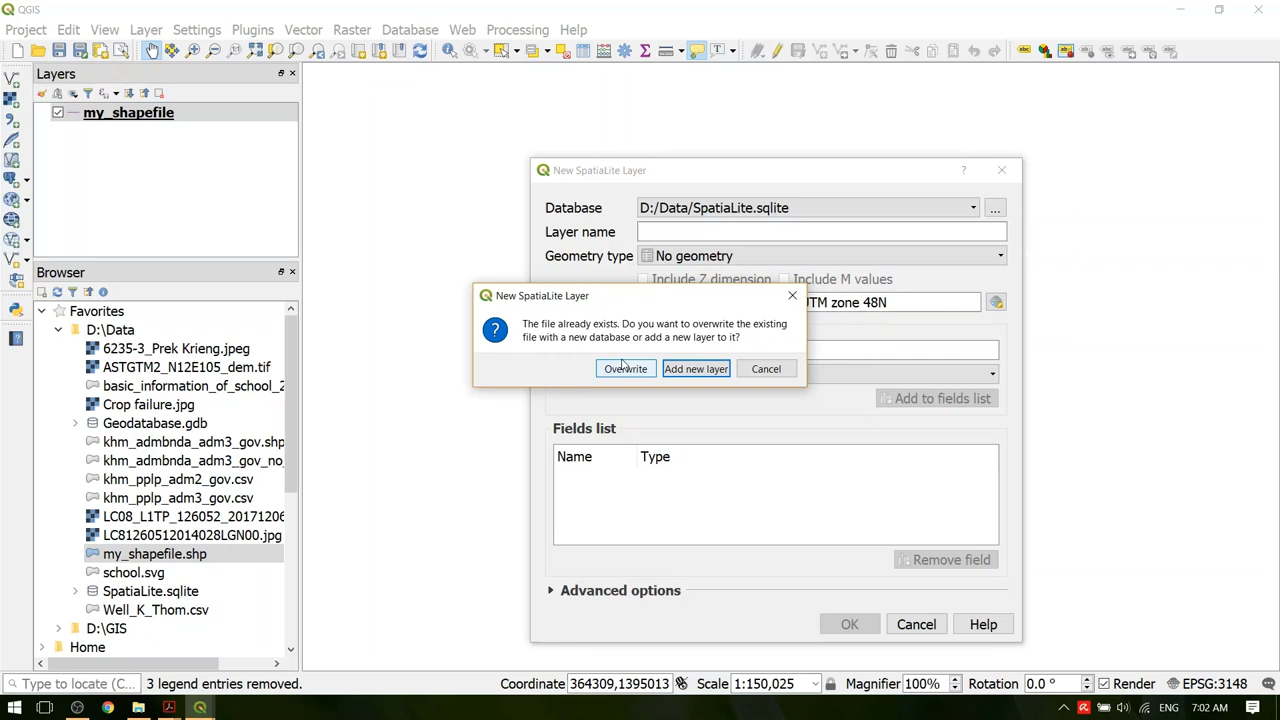 QGIS
Project Edit View Layer Settings Plugins Vector Raster Database Web Processing Help
Layers
my_shapefile
Browser
Favorites
D:\Data
6235-3_Prek Krieng.jpeg
ASTGTM2_N12E105_dem.tif
basic_information_of_school_2
Crop failure.jpg
Geodatabase.gdb
khm_admbnda_adm3_gov.shp
khm_admbnda_adm3_gov_no
khm_pplp_adm2_gov.csv
khm_pplp_adm3_gov.csv
LC08_L1TP_126052_20171206
LC81260512014028LGN00.jpg
my_shapefile.shp
school.svg
SpatiaLite.sqlite
Well_K_Thom.csv
D:\GIS
Home
New SpatiaLite Layer
?
Database D:/Data/SpatiaLite.sqlite ...
Layer name
Geometry type No geometry
Include Z dimension Include M values
UTM zone 48N
New SpatiaLite Layer
The file already exists. Do you want to overwrite the existing
file with a new database or add a new layer to it?
Overwrite Add new layer Cancel
Add to fields list
Fields list
Name Type
Remove field
Advanced options
OK Cancel Help
Type to locate (C... 3 legend entries removed. Coordinate 364309,1395013 Scale 1:150,025 Magnifier 100% Rotation 0.0 ° Render EPSG:3148
ENG 7:02 AM